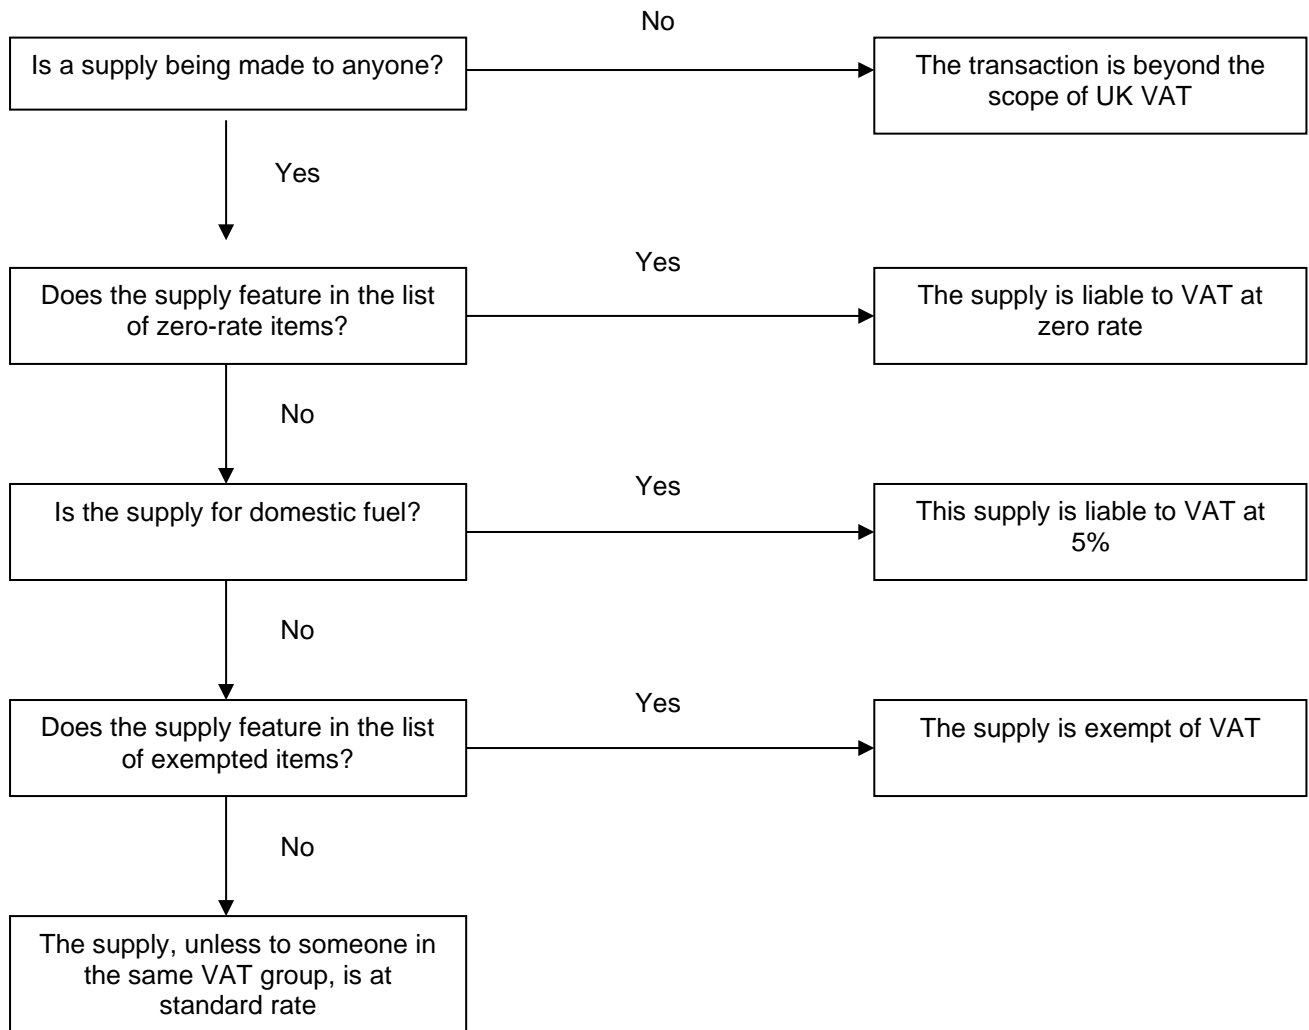 No
Is a supply being made to anyone?
The transaction is beyond the
scope of UK VAT
Yes
Does the supply feature in the list
of zero-rate items?
Yes
The supply is liable to VAT at
zero rate
No
Is the supply for domestic fuel?
Yes
This supply is liable to VAT at
5%
No
Does the supply feature in the list
of exempted items?
Yes
The supply is exempt of VAT
No
The supply, unless to someone in
the same VAT group, is at
standard rate